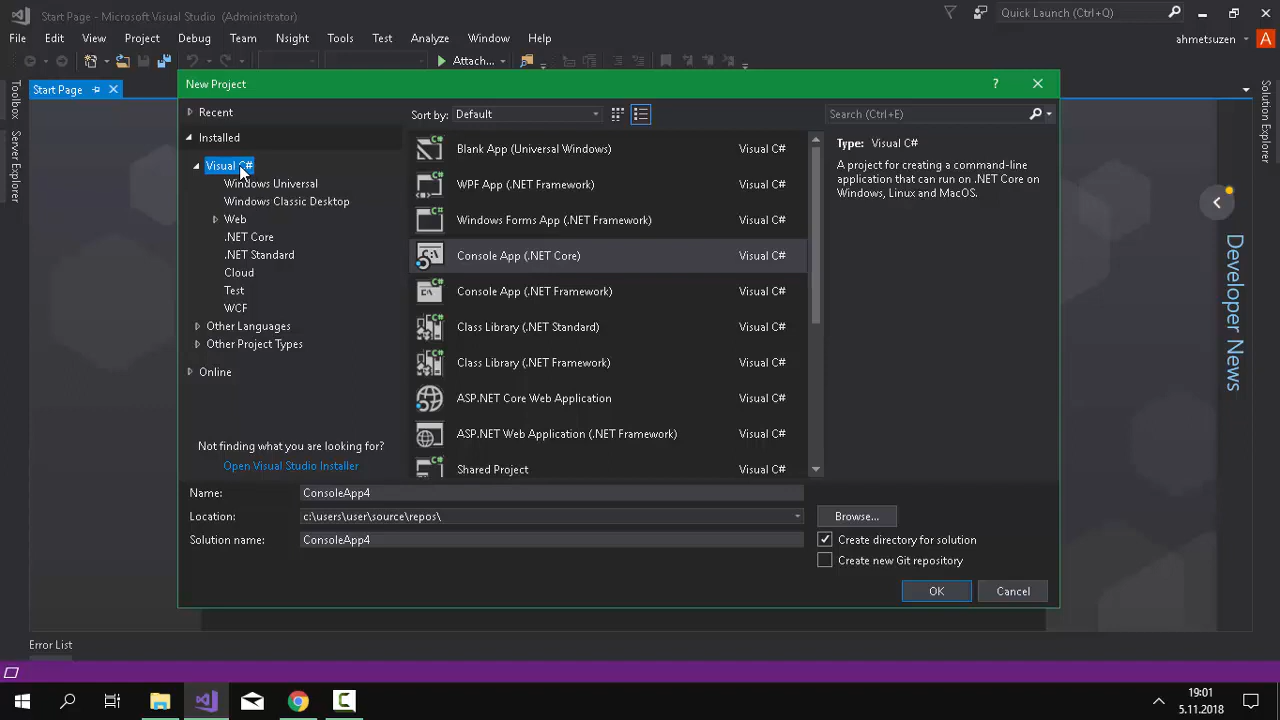 Start Page - Microsoft Visual Studio (Administrator)
Quick Launch (Ctrl+Q)
File Edit View Project Debug Team Nsight Tools Test Analyze Window Help
ahmetsuzen A
Attach...
Start Page
Toolbox
Server Explorer
Solution Explorer
Developer News
New Project
?
Recent
Installed
Visual C#
Windows Universal
Windows Classic Desktop
Web
.NET Core
.NET Standard
Cloud
Test
WCF
Other Languages
Other Project Types
Online
Not finding what you are looking for?
Open Visual Studio Installer
Sort by: Default
Blank App (Universal Windows) Visual C#
WPF App (.NET Framework) Visual C#
Windows Forms App (.NET Framework) Visual C#
Console App (.NET Core) Visual C#
Console App (.NET Framework) Visual C#
Class Library (.NET Standard) Visual C#
Class Library (.NET Framework) Visual C#
ASP.NET Core Web Application Visual C#
ASP.NET Web Application (.NET Framework) Visual C#
Shared Project Visual C#
Search (Ctrl+E)
Type: Visual C#
A project for creating a command-line
application that can run on .NET Core on
Windows, Linux and MacOS.
Name: ConsoleApp4
Location: c:\users\user\source\repos\
Solution name: ConsoleApp4
Browse...
Create directory for solution
Create new Git repository
OK Cancel
Error List
19:01
5.11.2018